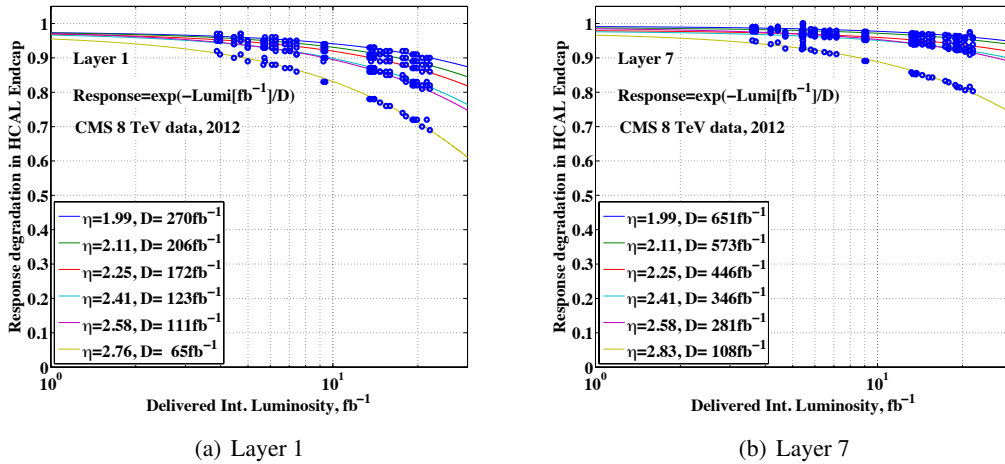 Response degradation in HCAL Endcap
1
0.9
0.8
0.7
0.6
0.5
0.4
0.3
0.2
0.1
0
Layer 1
Response=exp(−Lumi[fb⁻¹]/D)
CMS 8 TeV data, 2012
η=1.99, D= 270fb⁻¹
η=2.11, D= 206fb⁻¹
η=2.25, D= 172fb⁻¹
η=2.41, D= 123fb⁻¹
η=2.58, D= 111fb⁻¹
η=2.76, D= 65fb⁻¹
10⁰ 10¹
Delivered Int. Luminosity, fb⁻¹
(a) Layer 1
Response degradation in HCAL Endcap
1
0.9
0.8
0.7
0.6
0.5
0.4
0.3
0.2
0.1
0
Layer 7
Response=exp(−Lumi[fb⁻¹]/D)
CMS 8 TeV data, 2012
η=1.99, D= 651fb⁻¹
η=2.11, D= 573fb⁻¹
η=2.25, D= 446fb⁻¹
η=2.41, D= 346fb⁻¹
η=2.58, D= 281fb⁻¹
η=2.83, D= 108fb⁻¹
10⁰ 10¹
Delivered Int. Luminosity, fb⁻¹
(b) Layer 7